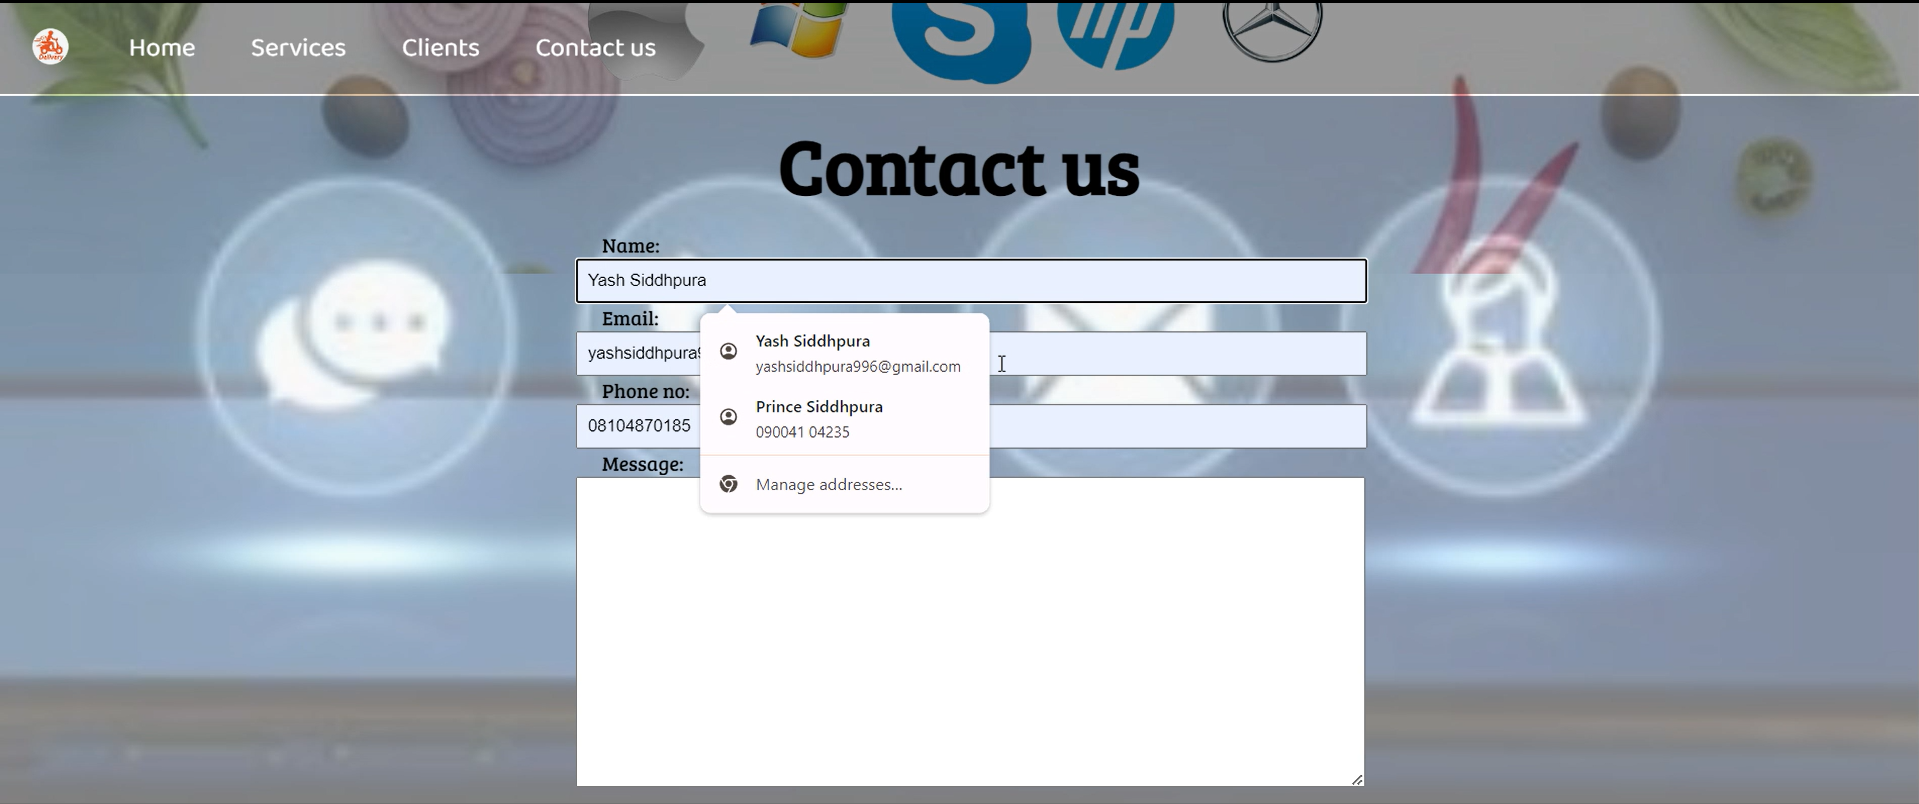 Delivery
Home Services Clients Contact us
S
hp
Contact us
Name:
Yash Siddhpura
Email:
yashsiddhpura9
Phone no:
08104870185
Message:
Yash Siddhpura
yashsiddhpura996@gmail.com
Prince Siddhpura
090041 04235
Manage addresses...